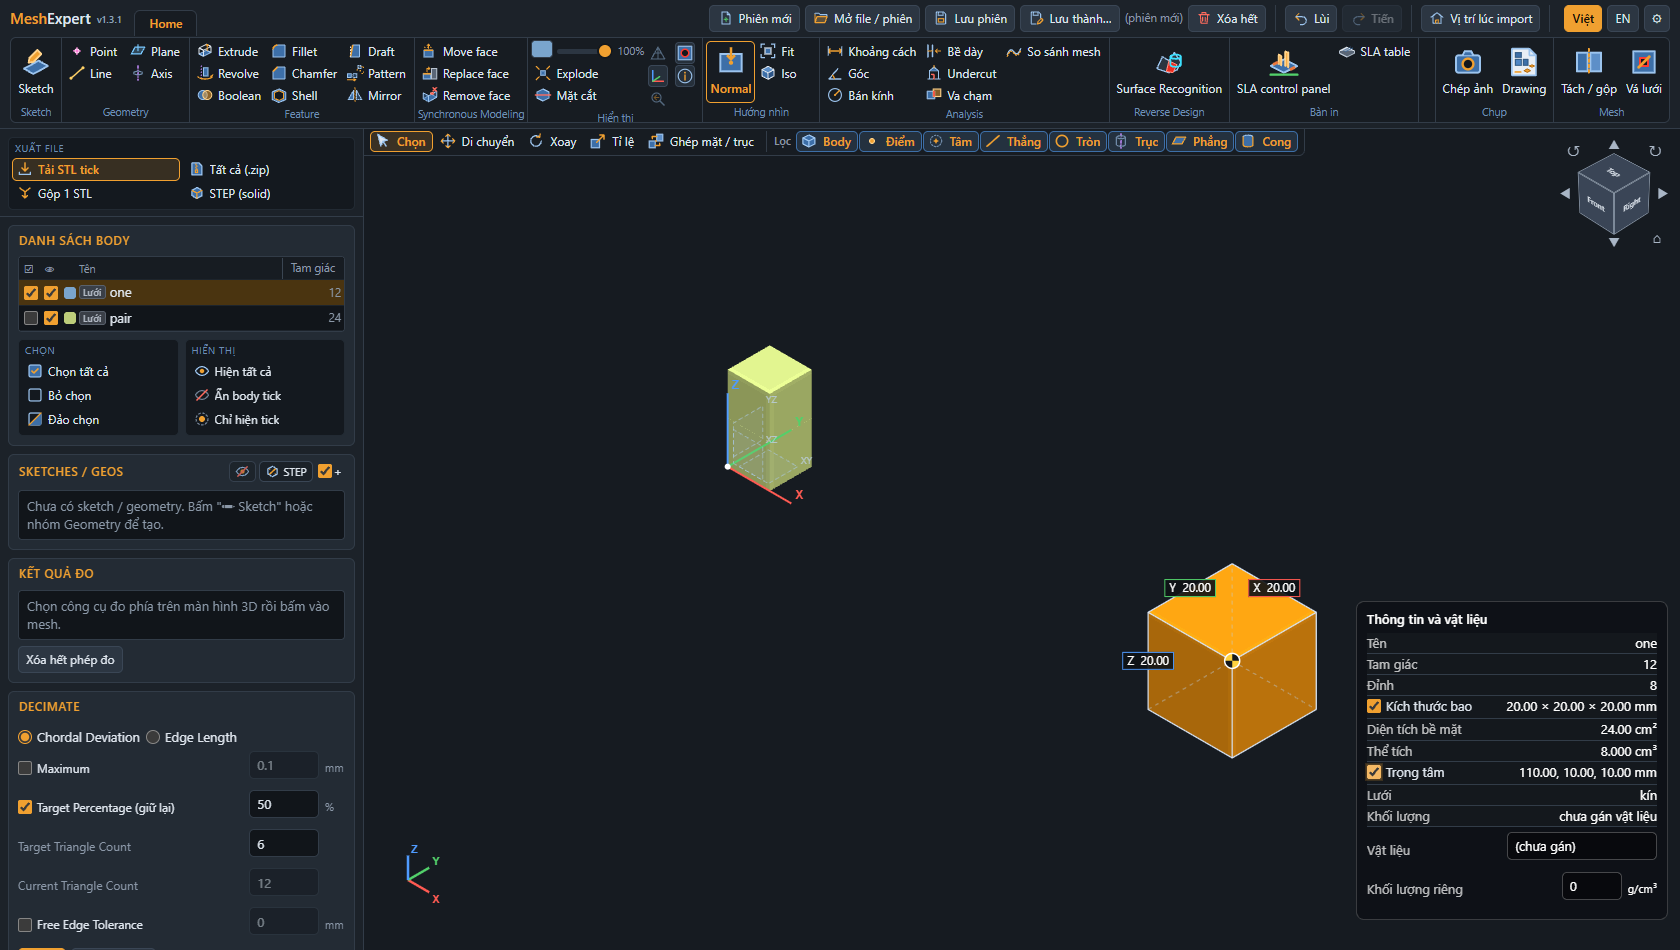 MeshExpert v1.3.1
Home
Phiên mới
Mở file / phiên
Lưu phiên
Lưu thành...
(phiên mới)
Xóa hết
Lùi
Tiến
Vị trí lúc import
Việt
EN
Sketch
Sketch
Point
Line
Plane
Axis
Geometry
Extrude
Revolve
Boolean
Fillet
Chamfer
Shell
Draft
Pattern
Mirror
Feature
Move face
Replace face
Remove face
Synchronous Modeling
100%
Explode
Mặt cắt
Hiển thị
Normal
Fit
Iso
Hướng nhìn
Khoảng cách
Góc
Bán kính
Bề dày
Undercut
Va chạm
So sánh mesh
Analysis
Surface Recognition
Reverse Design
SLA control panel
SLA table
Bản in
Chép ảnh
Drawing
Chụp
Tách / gộp
Vá lưới
Mesh
Chọn
Di chuyển
Xoay
Tỉ lệ
Ghép mặt / trục
Lọc
Body
Điểm
Tâm
Thẳng
Tròn
Trục
Phẳng
Cong
XUẤT FILE
Tải STL tick
Tất cả (.zip)
Gộp 1 STL
STEP (solid)
DANH SÁCH BODY
Tên
Tam giác
Lưới one 12
Lưới pair 24
CHỌN
Chọn tất cả
Bỏ chọn
Đảo chọn
HIỂN THỊ
Hiện tất cả
Ẩn body tick
Chỉ hiện tick
SKETCHES / GEOS
STEP
+
Chưa có sketch / geometry. Bấm "✏ Sketch" hoặc
nhóm Geometry để tạo.
KẾT QUẢ ĐO
Chọn công cụ đo phía trên màn hình 3D rồi bấm vào
mesh.
Xóa hết phép đo
DECIMATE
Chordal Deviation
Edge Length
Maximum 0.1 mm
Target Percentage (giữ lại) 50 %
Target Triangle Count 6
Current Triangle Count 12
Free Edge Tolerance 0 mm
Z
YZ
Y
XZ
XY
X
Top
Front
Right
Y 20.00
X 20.00
Z 20.00
Z
Y
X
Thông tin và vật liệu
Tên one
Tam giác 12
Đỉnh 8
Kích thước bao 20.00 × 20.00 × 20.00 mm
Diện tích bề mặt 24.00 cm²
Thể tích 8.000 cm³
Trọng tâm 110.00, 10.00, 10.00 mm
Lưới kín
Khối lượng chưa gán vật liệu
Vật liệu (chưa gán)
Khối lượng riêng 0 g/cm³